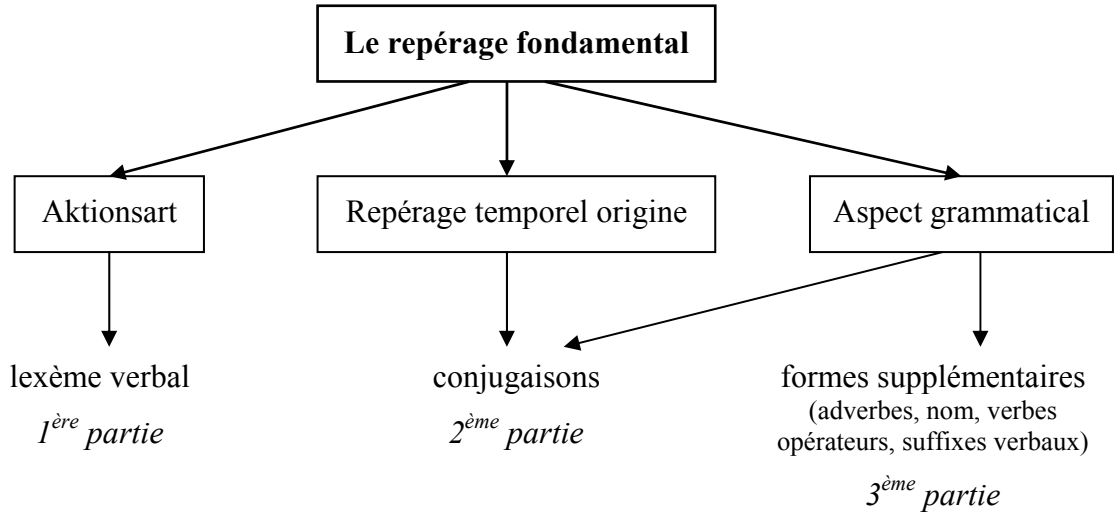 Le repérage fondamental
Aktionsart
Repérage temporel origine
Aspect grammatical
lexème verbal
1ère partie
conjugaisons
2ème partie
formes supplémentaires
(adverbes, nom, verbes
opérateurs, suffixes verbaux)
3ème partie